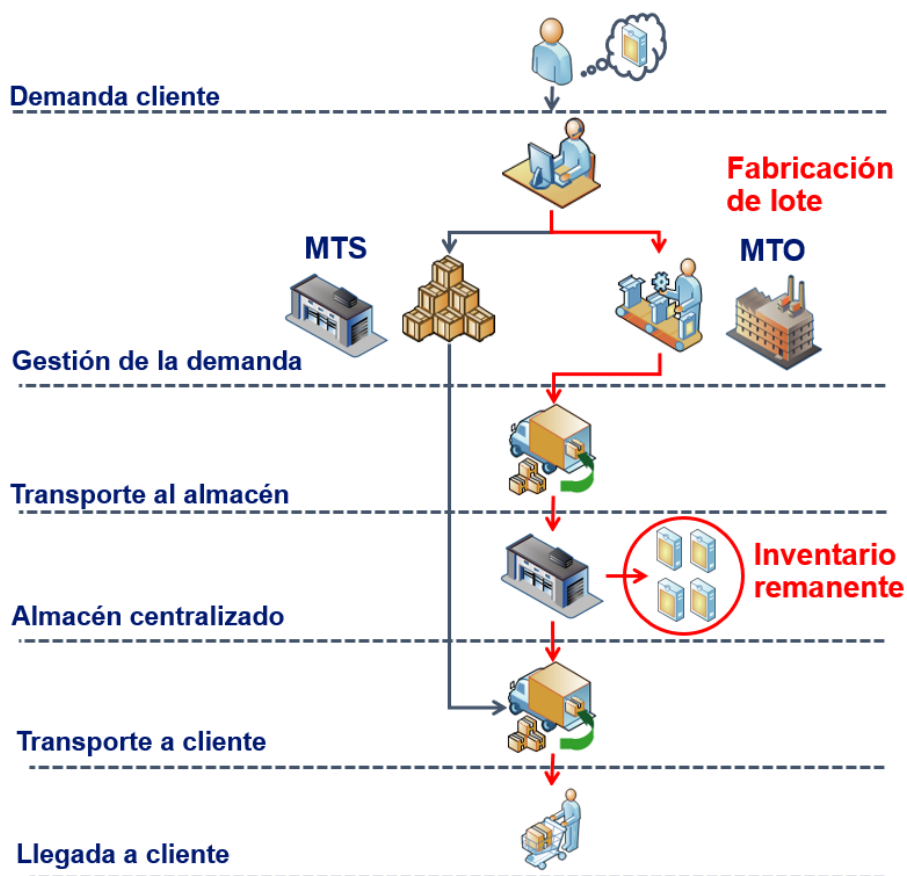 Demanda cliente
Fabricación
de lote
MTS
MTO
Gestión de la demanda
Transporte al almacén
Inventario
remanente
Almacén centralizado
Transporte a cliente
Llegada a cliente